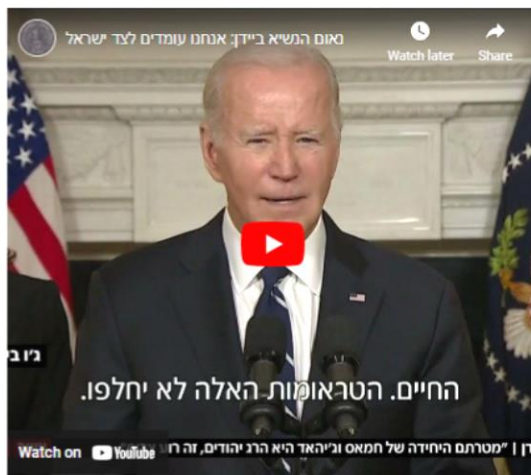 נאום הנשיא ביידן: אנחנו עומדים לצד ישראל
Watch later
Share
ג'ו
החיים. הטראומות האלה לא יחלפו.
"מטרתם היחידה של חמאס וג'יהאד היא הרג יהודים, זה
Watch on YouTube